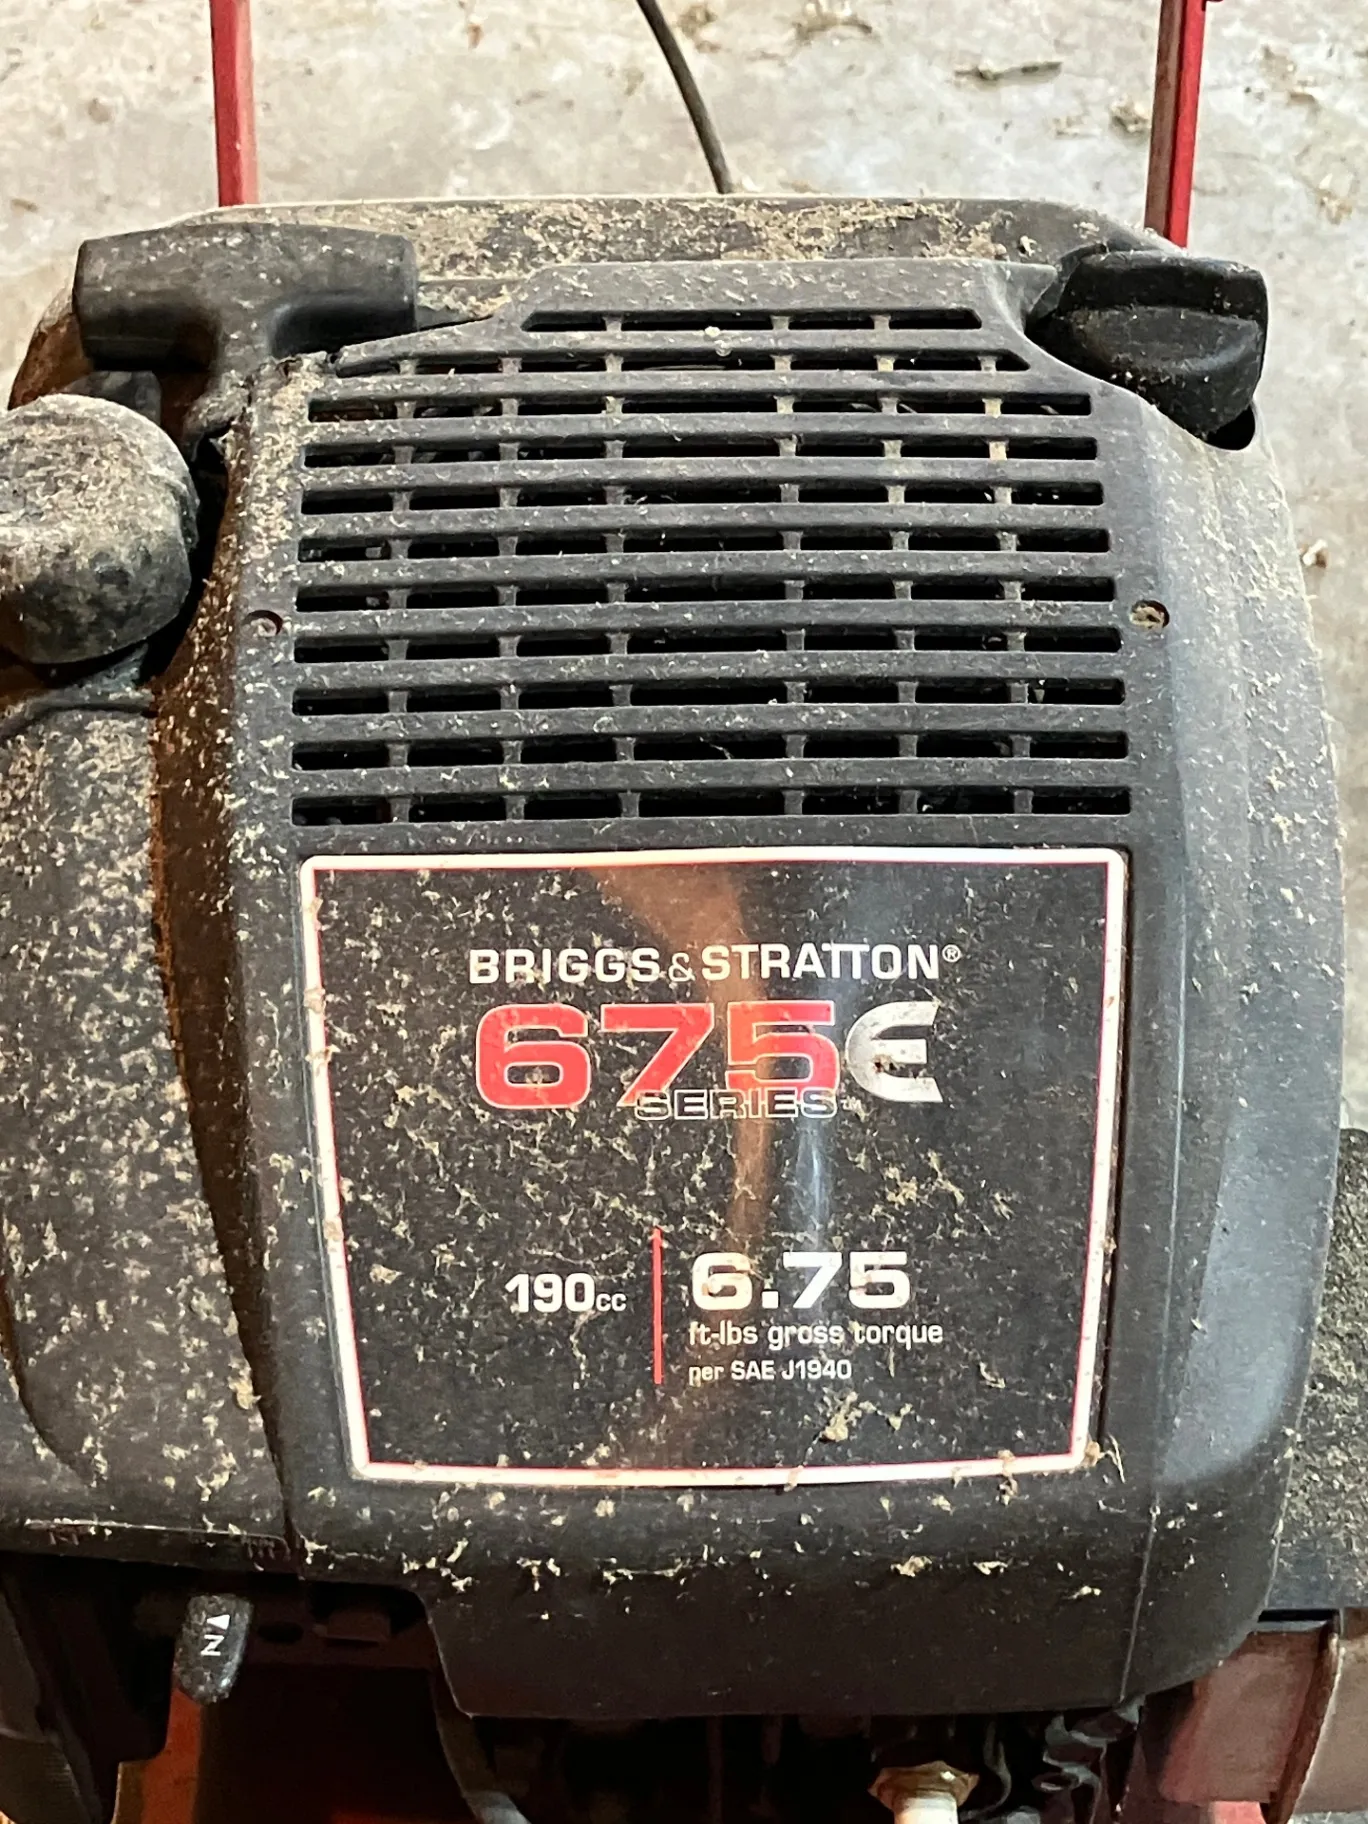 BRIGGS & STRATTON®
675E
SERIES™
190cc
6.75
ft-lbs gross torque
per SAE J1940
N